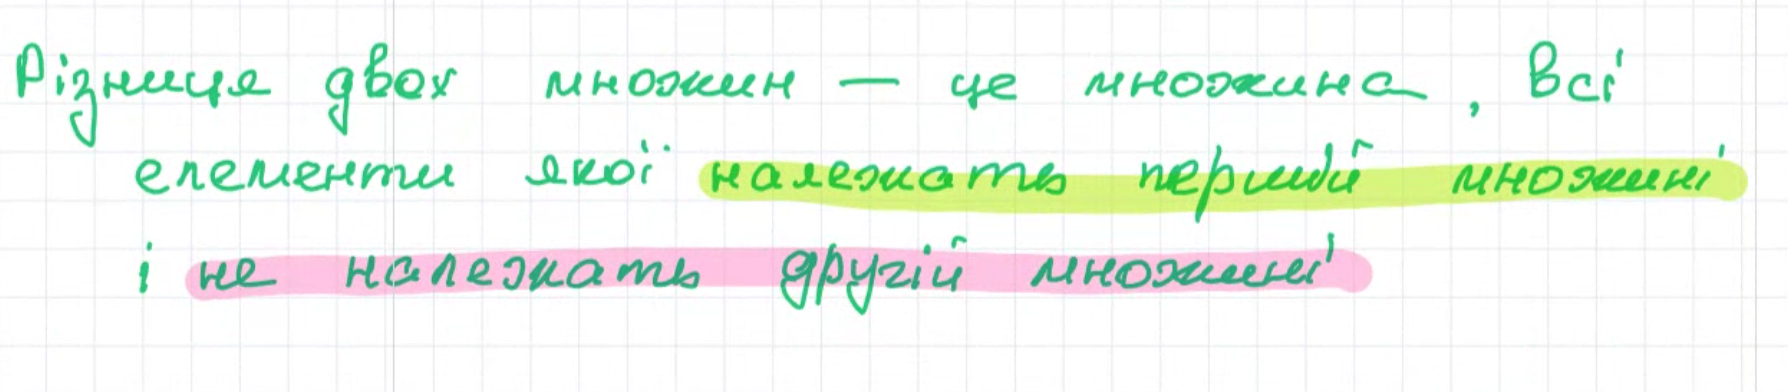 Різниця двох множин — це множина, всі
елементи якої належать першій множині
і не належать другій множині